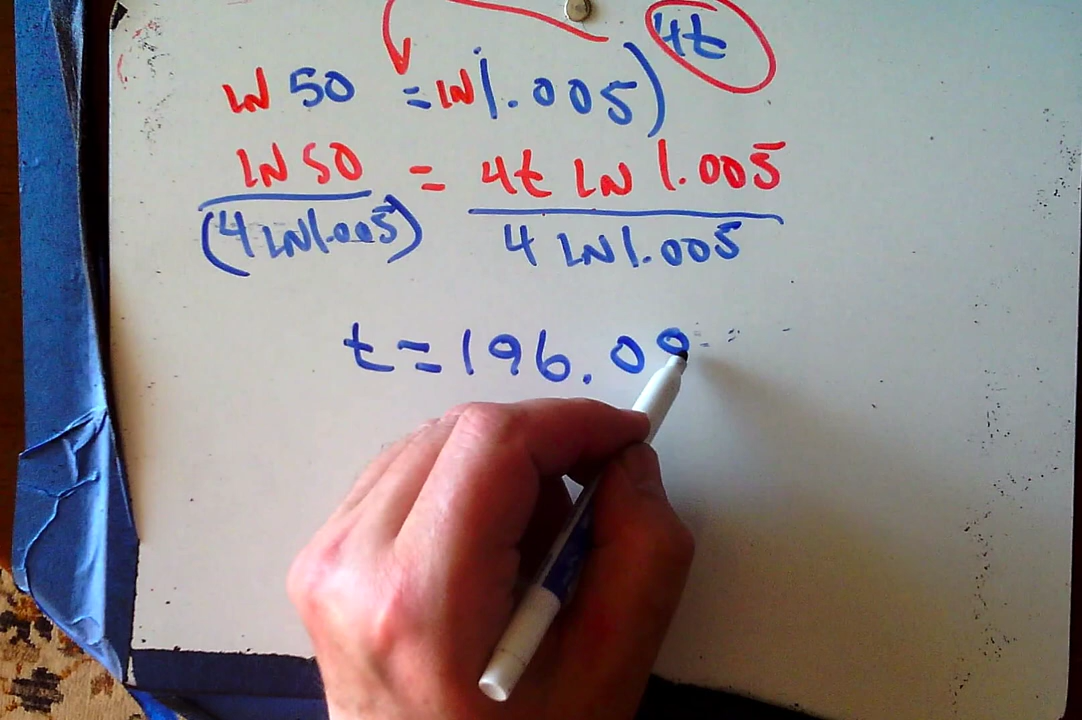 4t
ln 50 = ln(1.005)
ln 50 = 4t ln 1.005
(4 ln 1.005) 4 ln 1.005
t = 196.09